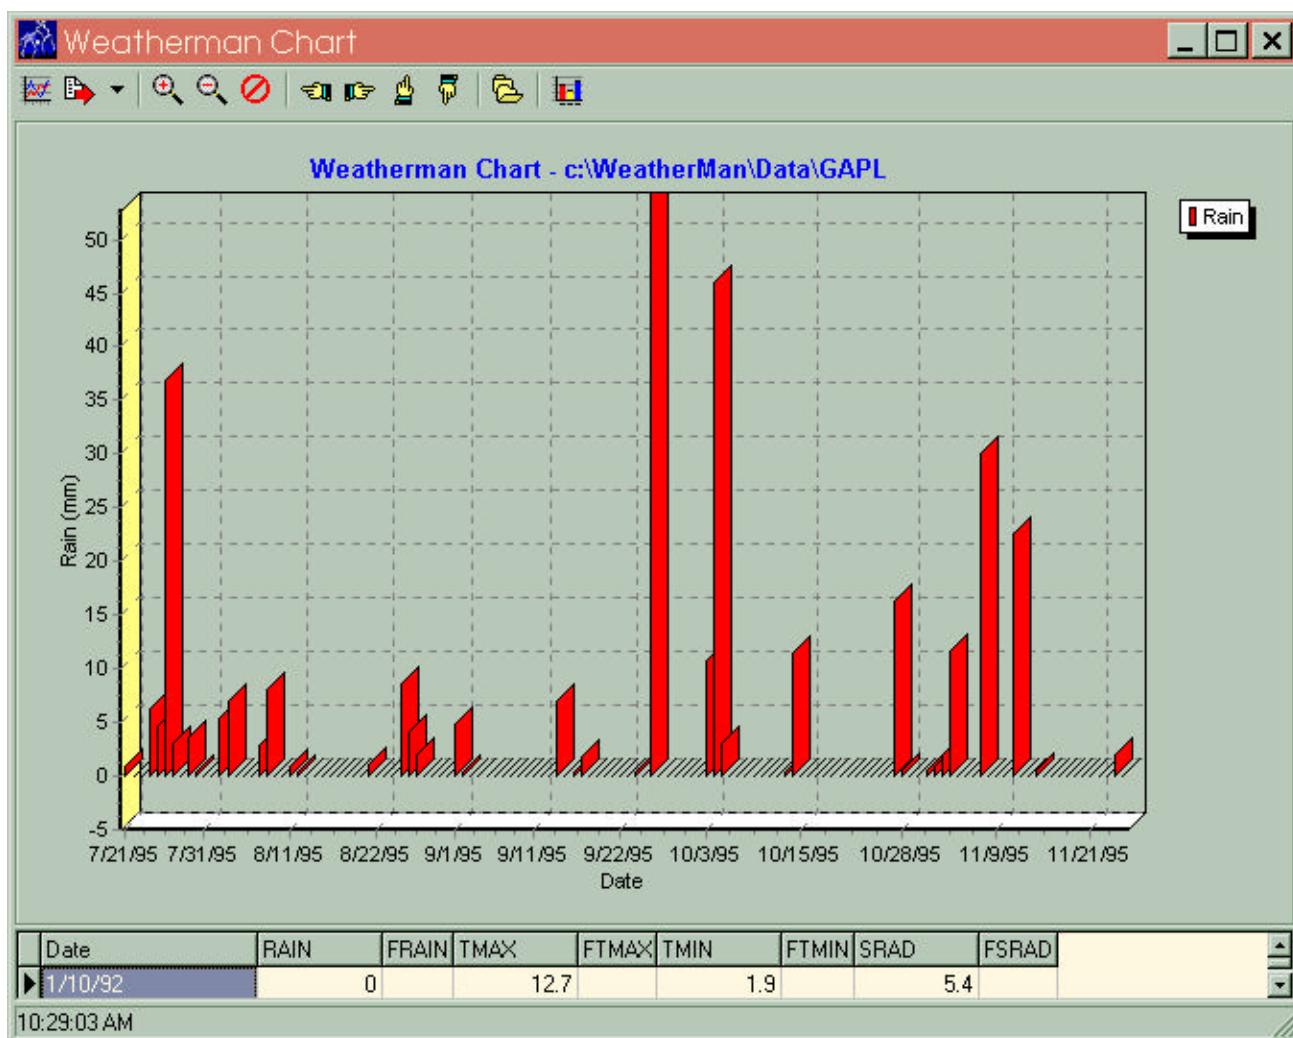 Weatherman Chart
Weatherman Chart - c:\WeatherMan\Data\GAPL
Rain
50
45
40
35
30
25
20
15
10
5
0
-5
Rain (mm)
7/21/95 7/31/95 8/11/95 8/22/95 9/1/95 9/11/95 9/22/95 10/3/95 10/15/95 10/28/95 11/9/95 11/21/95
Date
Date RAIN FRAIN TMAX FTMAX TMIN FTMIN SRAD FSRAD
1/10/92 0 12.7 1.9 5.4
10:29:03 AM